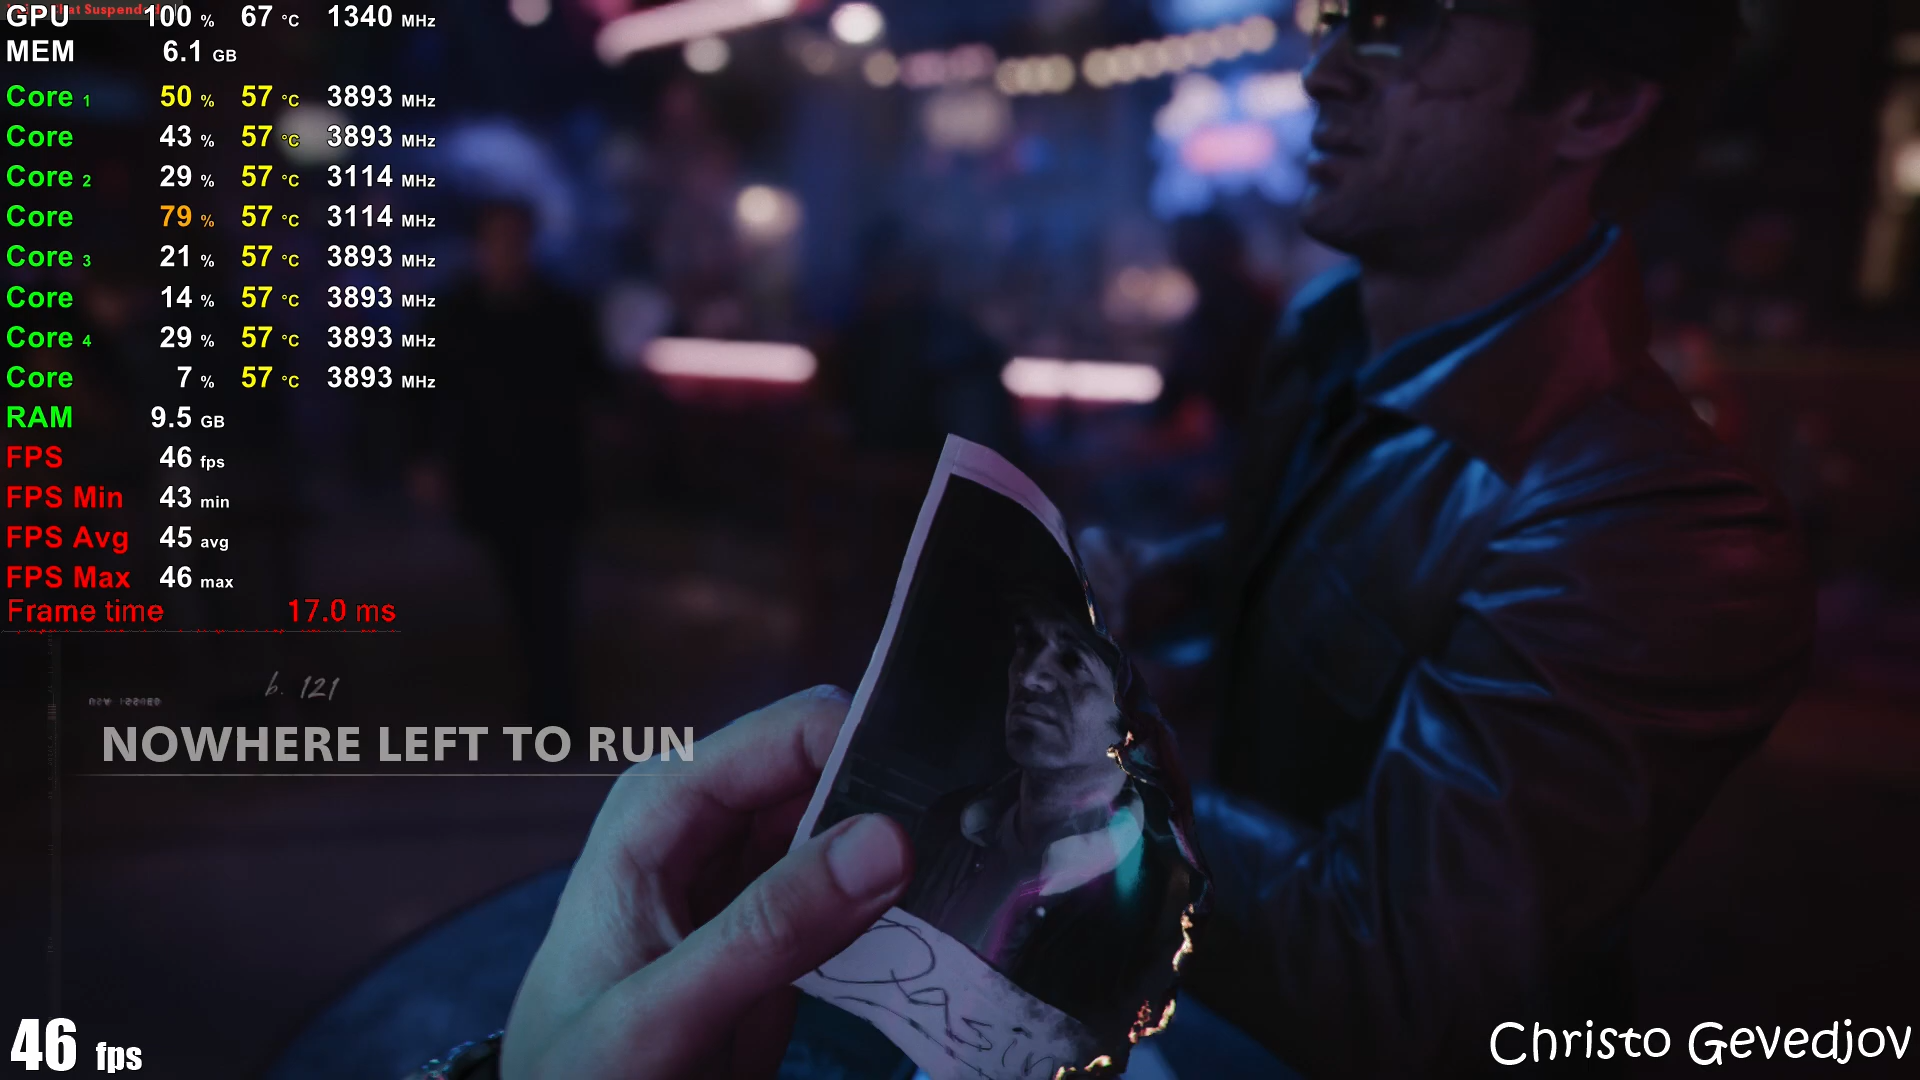 GPU 100 % 67 °C 1340 MHz
MEM 6.1 GB
Core 1 50 % 57 °C 3893 MHz
Core 43 % 57 °C 3893 MHz
Core 2 29 % 57 °C 3114 MHz
Core 79 % 57 °C 3114 MHz
Core 3 21 % 57 °C 3893 MHz
Core 14 % 57 °C 3893 MHz
Core 4 29 % 57 °C 3893 MHz
Core 7 % 57 °C 3893 MHz
RAM 9.5 GB
FPS 46 fps
FPS Min 43 min
FPS Avg 45 avg
FPS Max 46 max
Frame time 17.0 ms
b. 121
NOWHERE LEFT TO RUN
46 fps
Christo Gevedjov